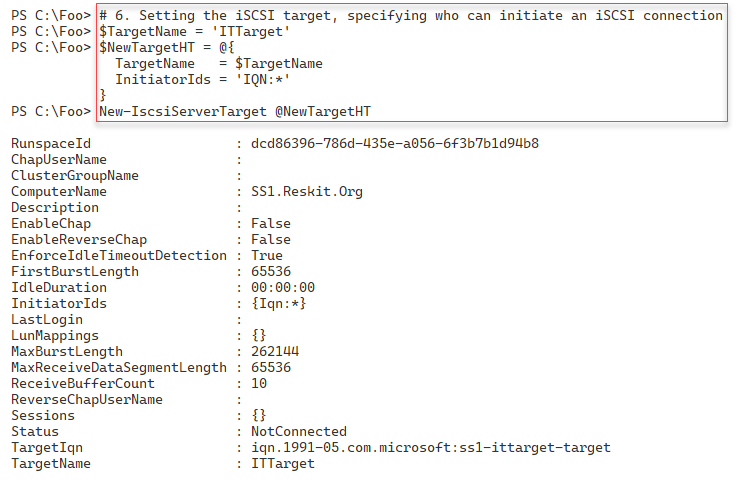 PS C:\Foo> # 6. Setting the iSCSI target, specifying who can initiate an iSCSI connection
PS C:\Foo> $TargetName = 'ITTarget'
PS C:\Foo> $NewTargetHT = @{
  TargetName   = $TargetName
  InitiatorIds = 'IQN:*'
}
PS C:\Foo> New-IscsiServerTarget @NewTargetHT

RunspaceId                  : dcd86396-786d-435e-a056-6f3b7b1d94b8
ChapUserName                :
ClusterGroupName            :
ComputerName                : SS1.Reskit.Org
Description                 :
EnableChap                  : False
EnableReverseChap           : False
EnforceIdleTimeoutDetection : True
FirstBurstLength            : 65536
IdleDuration                : 00:00:00
InitiatorIds                : {Iqn:*}
LastLogin                   :
LunMappings                 : {}
MaxBurstLength              : 262144
MaxReceiveDataSegmentLength : 65536
ReceiveBufferCount          : 10
ReverseChapUserName         :
Sessions                    : {}
Status                      : NotConnected
TargetIqn                   : iqn.1991-05.com.microsoft:ss1-ittarget-target
TargetName                  : ITTarget